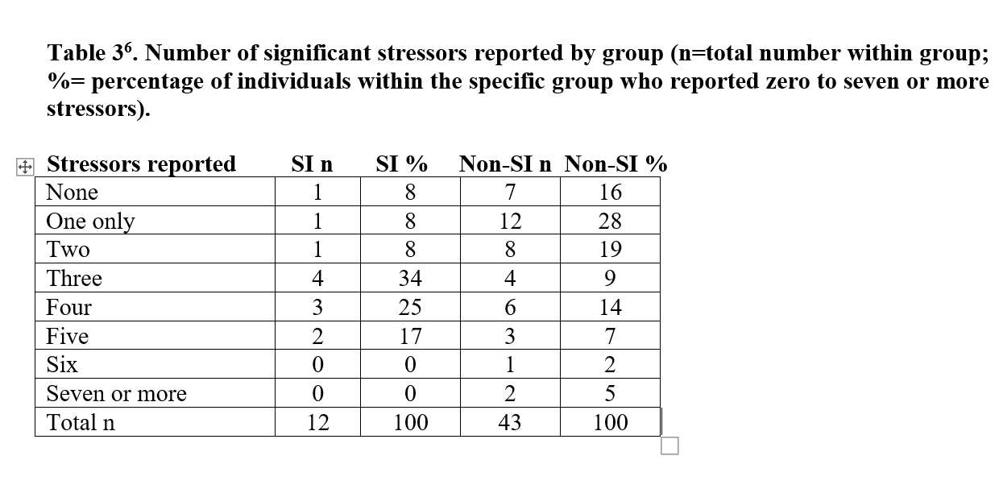 Table 3⁶. Number of significant stressors reported by group (n=total number within group;
%= percentage of individuals within the specific group who reported zero to seven or more
stressors).
Stressors reported SI n SI % Non-SI n Non-SI %
None 1 8 7 16
One only 1 8 12 28
Two 1 8 8 19
Three 4 34 4 9
Four 3 25 6 14
Five 2 17 3 7
Six 0 0 1 2
Seven or more 0 0 2 5
Total n 12 100 43 100